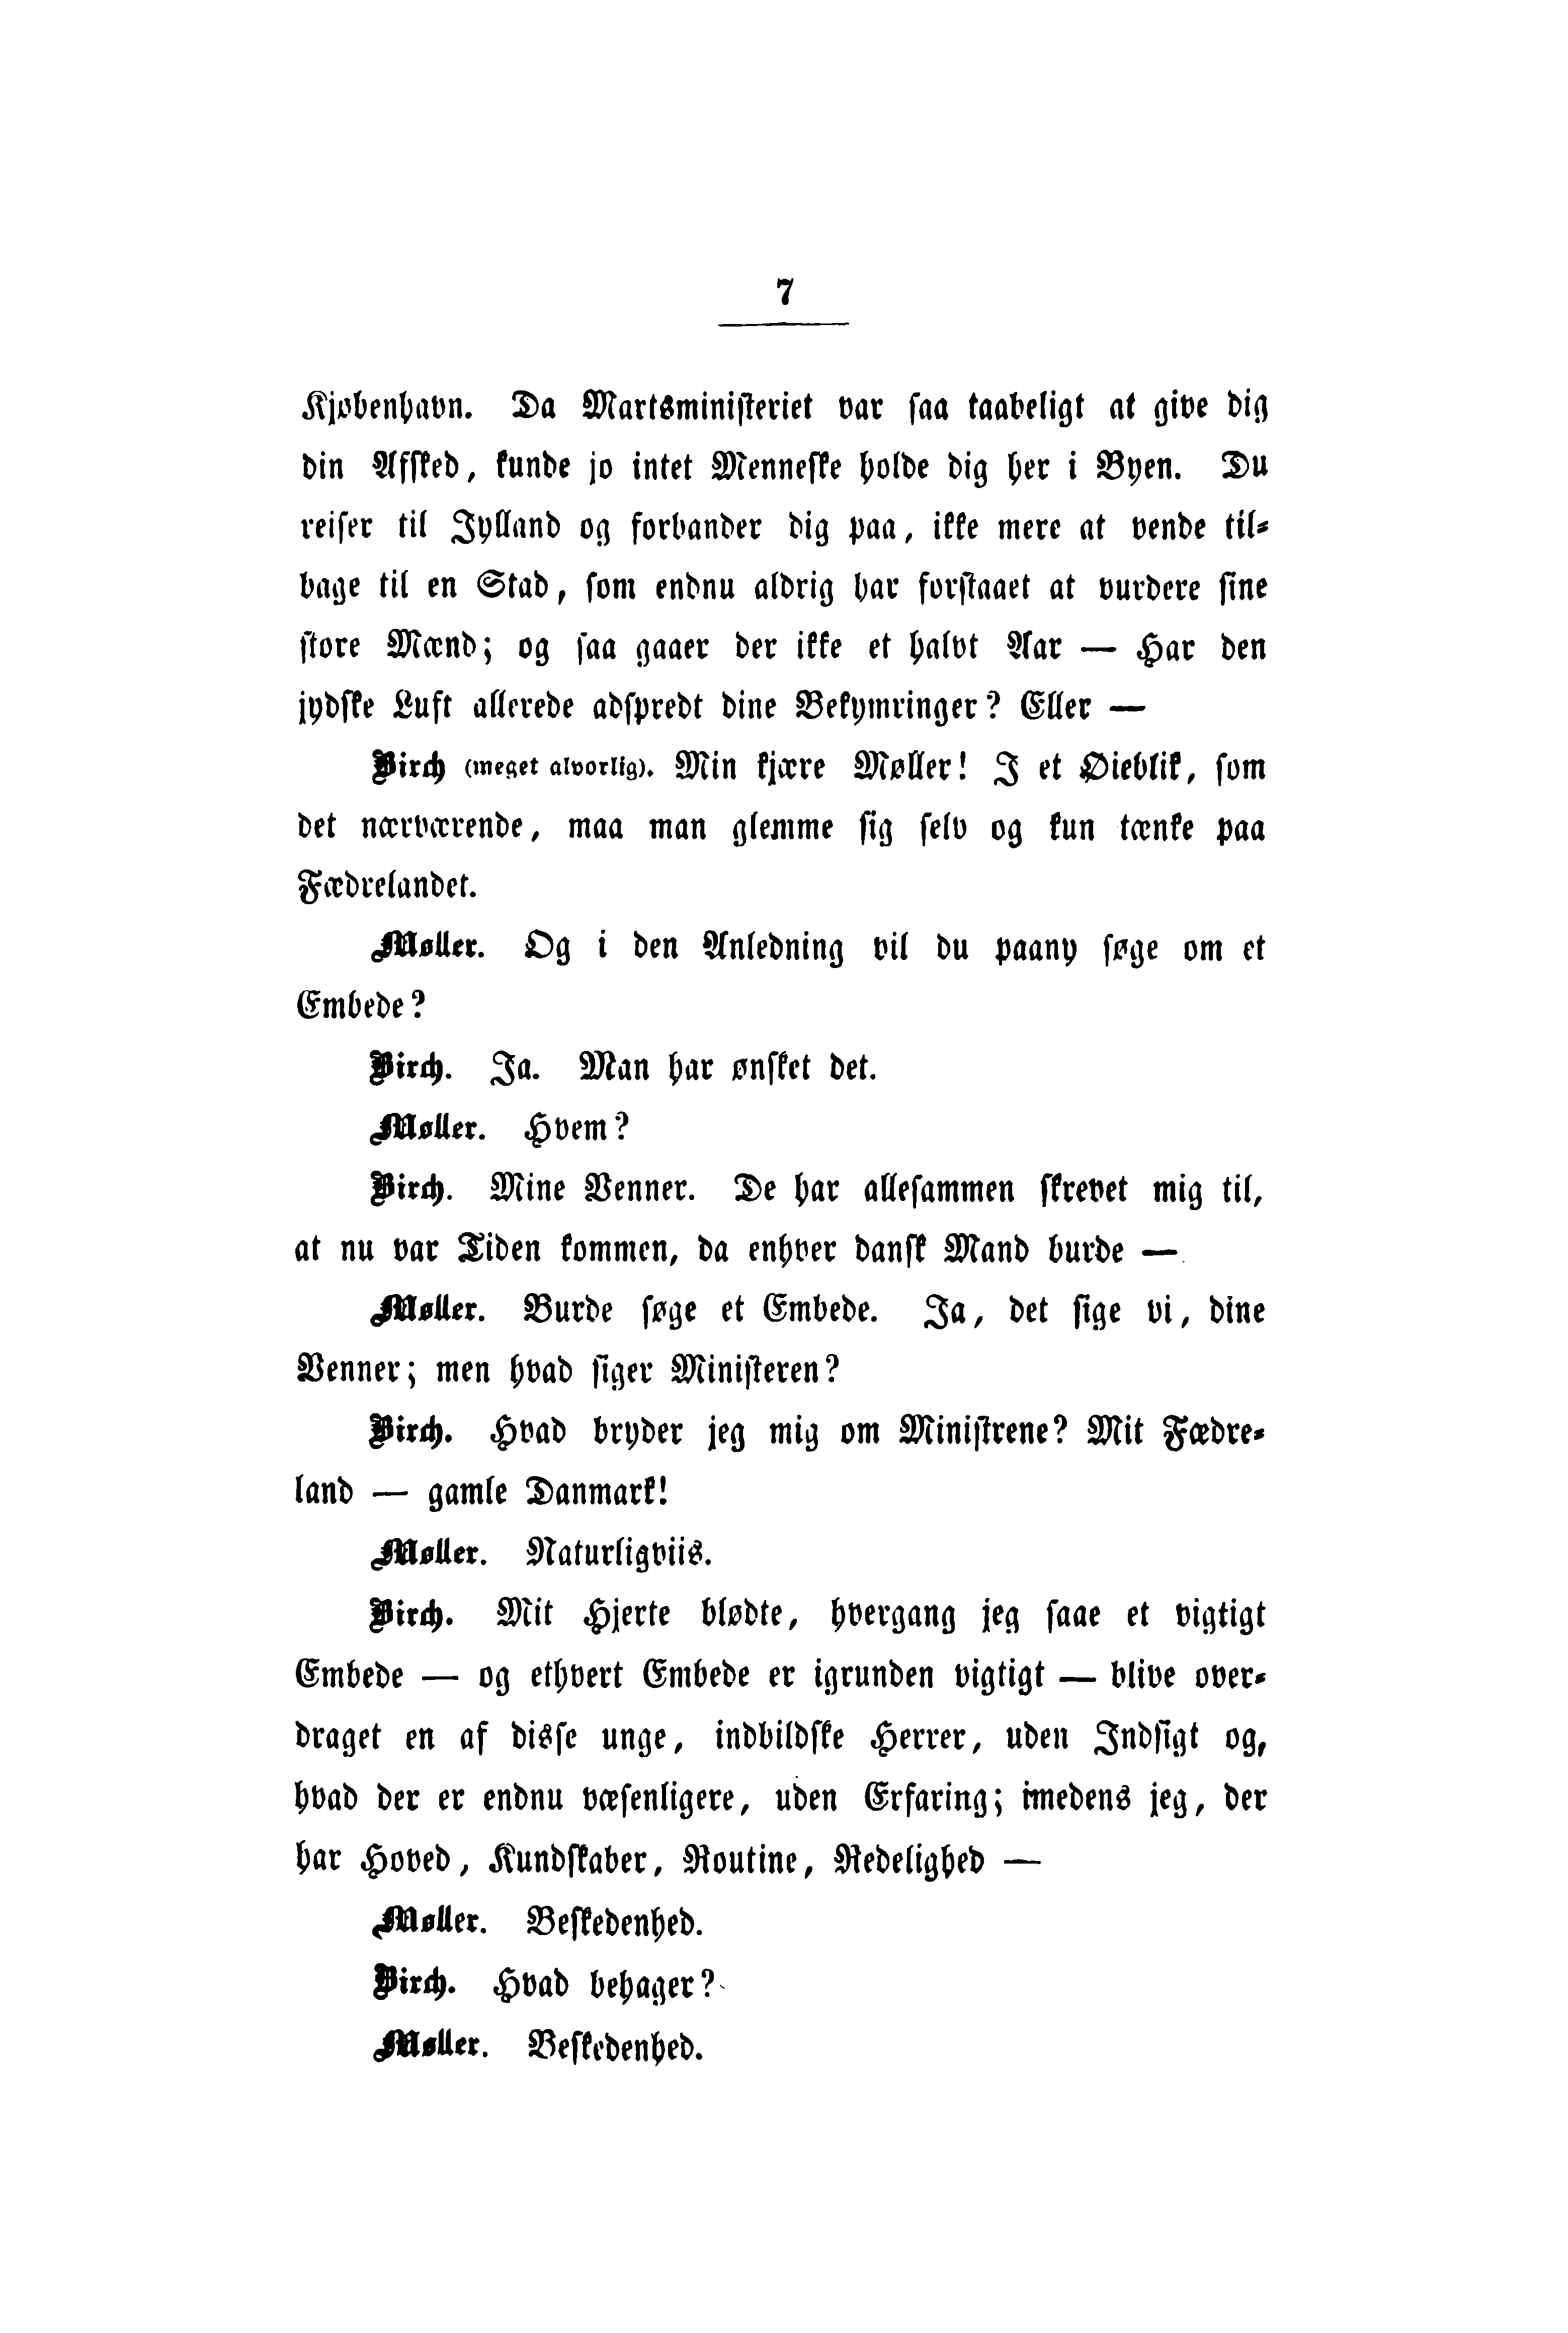 7
Kjøbenhavn. Da Martsministeriet var saa taabeligt at give dig
din Afsked, kunde jo intet Menneske holde dig her i Byen. Du
reiser til Jylland og forbander dig paa, ikke mere at vende til-
bage til en Stad, som endnu aldrig har forstaaet at vurdere sine
store Mænd; og saa gaaer der ikke et halvt Aar — Har den
jydske Luft allerede adspredt dine Bekymringer? Eller —
Birch (meget alvorlig). Min kjære Møller! I et Øieblik, som
det nærværende, maa man glemme sig selv og kun tænke paa
Fædrelandet.
Møller. Og i den Anledning vil du paany søge om et
Embede?
Birch. Ja. Man har ønsket det.
Møller. Hvem?
Birch. Mine Venner. De har allesammen skrevet mig til,
at nu var Tiden kommen, da enhver dansk Mand burde —
Møller. Burde søge et Embede. Ja, det sige vi, dine
Venner; men hvad siger Ministeren?
Birch. Hvad bryder jeg mig om Ministrene? Mit Fædre-
land — gamle Danmark!
Møller. Naturligviis.
Birch. Mit Hjerte blødte, hvergang jeg saae et vigtigt
Embede — og ethvert Embede er igrunden vigtigt — blive over-
draget en af disse unge, indbildske Herrer, uden Indsigt og,
hvad der er endnu væsenligere, uden Erfaring; imedens jeg, der
har Hoved, Kundskaber, Routine, Redelighed —
Møller. Beskedenhed.
Birch. Hvad behager?
Møller. Beskedenhed.